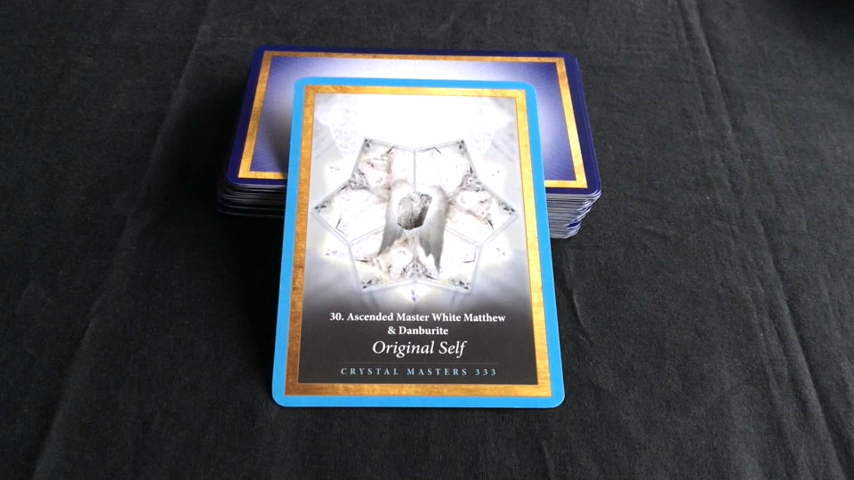 30. Ascended Master White Matthew
& Danburite
Original Self
CRYSTAL MASTERS 333